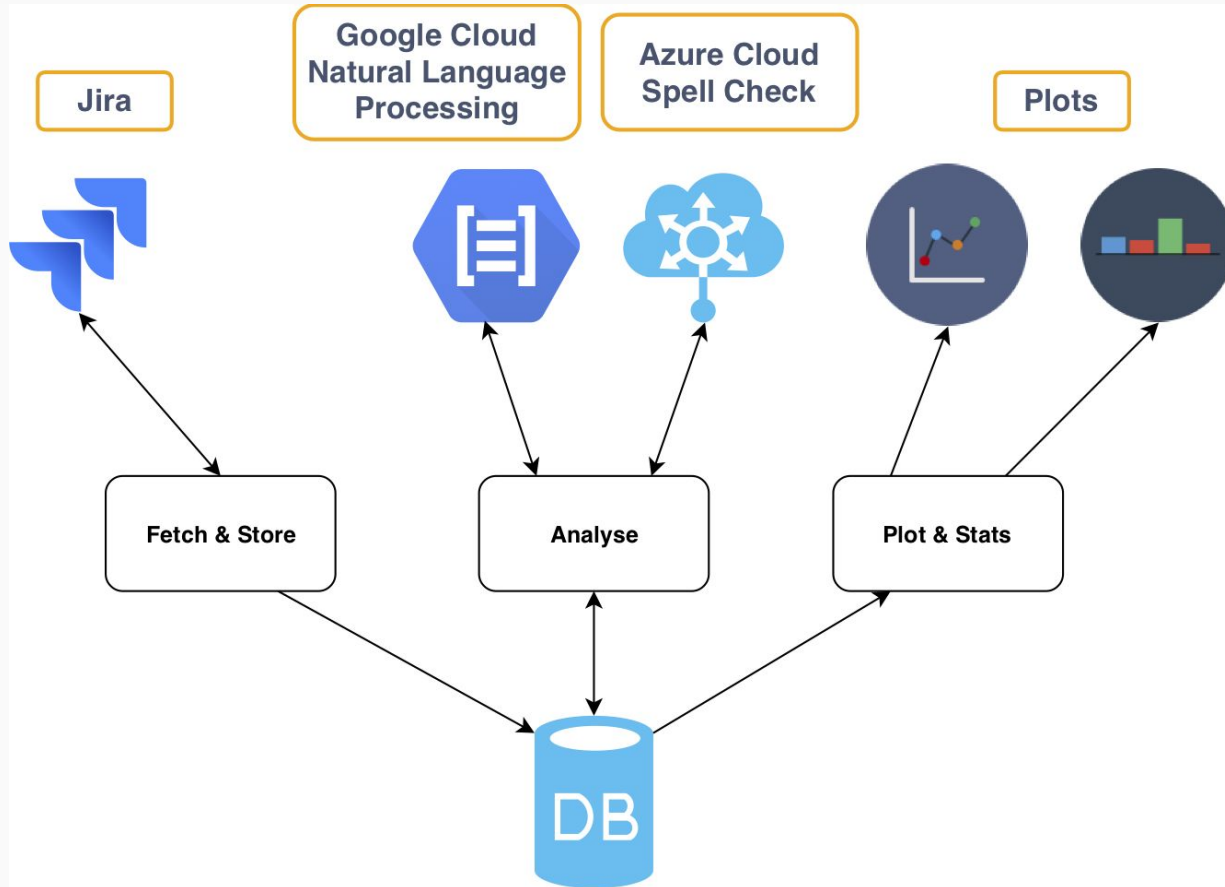 Jira
Google Cloud
Natural Language
Processing
Azure Cloud
Spell Check
Plots
Fetch & Store
Analyse
Plot & Stats
DB